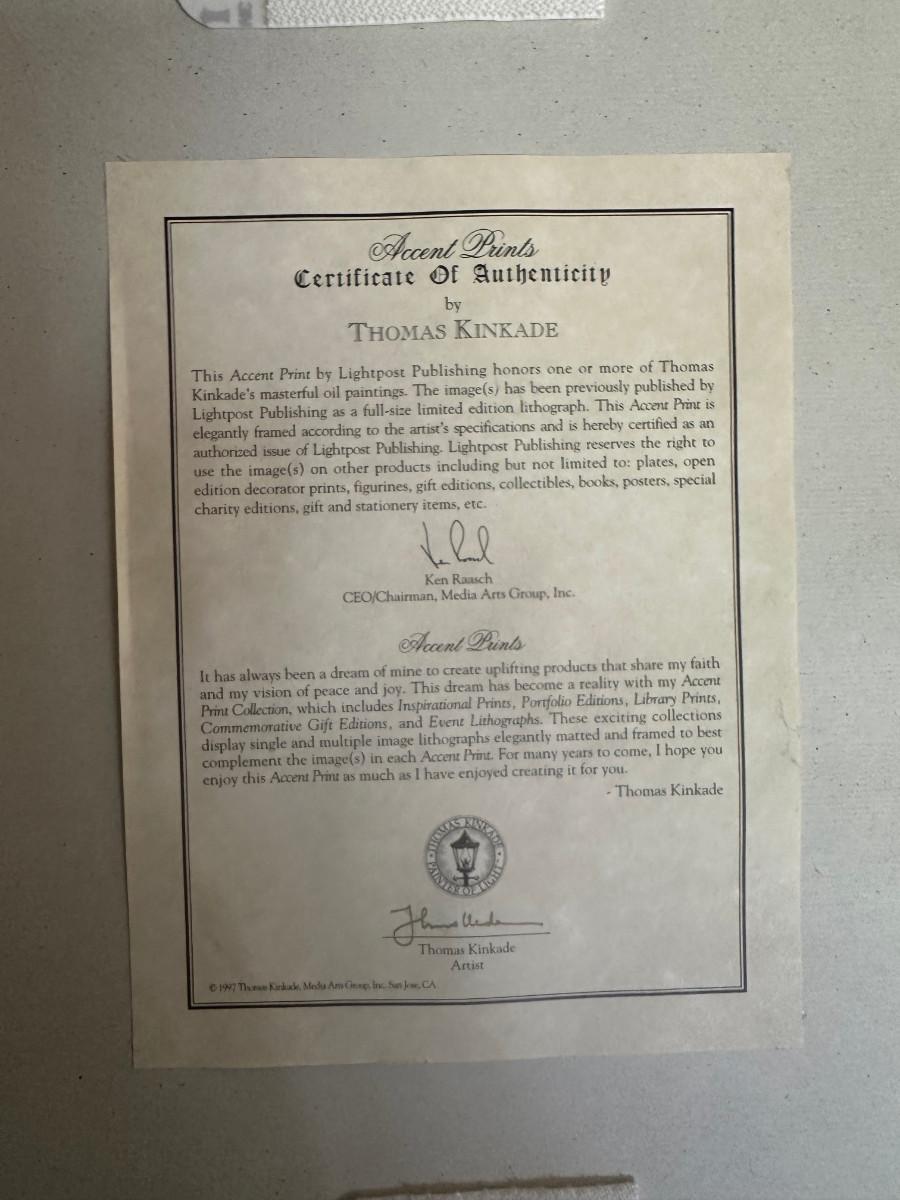 Accent Prints
Certificate Of Authenticity
by
THOMAS KINKADE
This Accent Print by Lightpost Publishing honors one or more of Thomas
Kinkade's masterful oil paintings. The image(s) has been previously published by
Lightpost Publishing as a full-size limited edition lithograph. This Accent Print is
elegantly framed according to the artist's specifications and is hereby certified as an
authorized issue of Lightpost Publishing. Lightpost Publishing reserves the right to
use the image(s) on other products including but not limited to: plates, open
edition decorator prints, figurines, gift editions, collectibles, books, posters, special
charity editions, gift and stationery items, etc.
Ken Raasch
CEO/Chairman, Media Arts Group, Inc.
Accent Prints
It has always been a dream of mine to create uplifting products that share my faith
and my vision of peace and joy. This dream has become a reality with my Accent
Print Collection, which includes Inspirational Prints, Portfolio Editions, Library Prints,
Commemorative Gift Editions, and Event Lithographs. These exciting collections
display single and multiple image lithographs elegantly matted and framed to best
complement the image(s) in each Accent Print. For many years to come, I hope you
enjoy this Accent Print as much as I have enjoyed creating it for you.
- Thomas Kinkade
THOMAS KINKADE
PAINTER OF LIGHT
Thomas Kinkade
Artist
© 1997 Thomas Kinkade, Media Arts Group, Inc. San Jose, CA